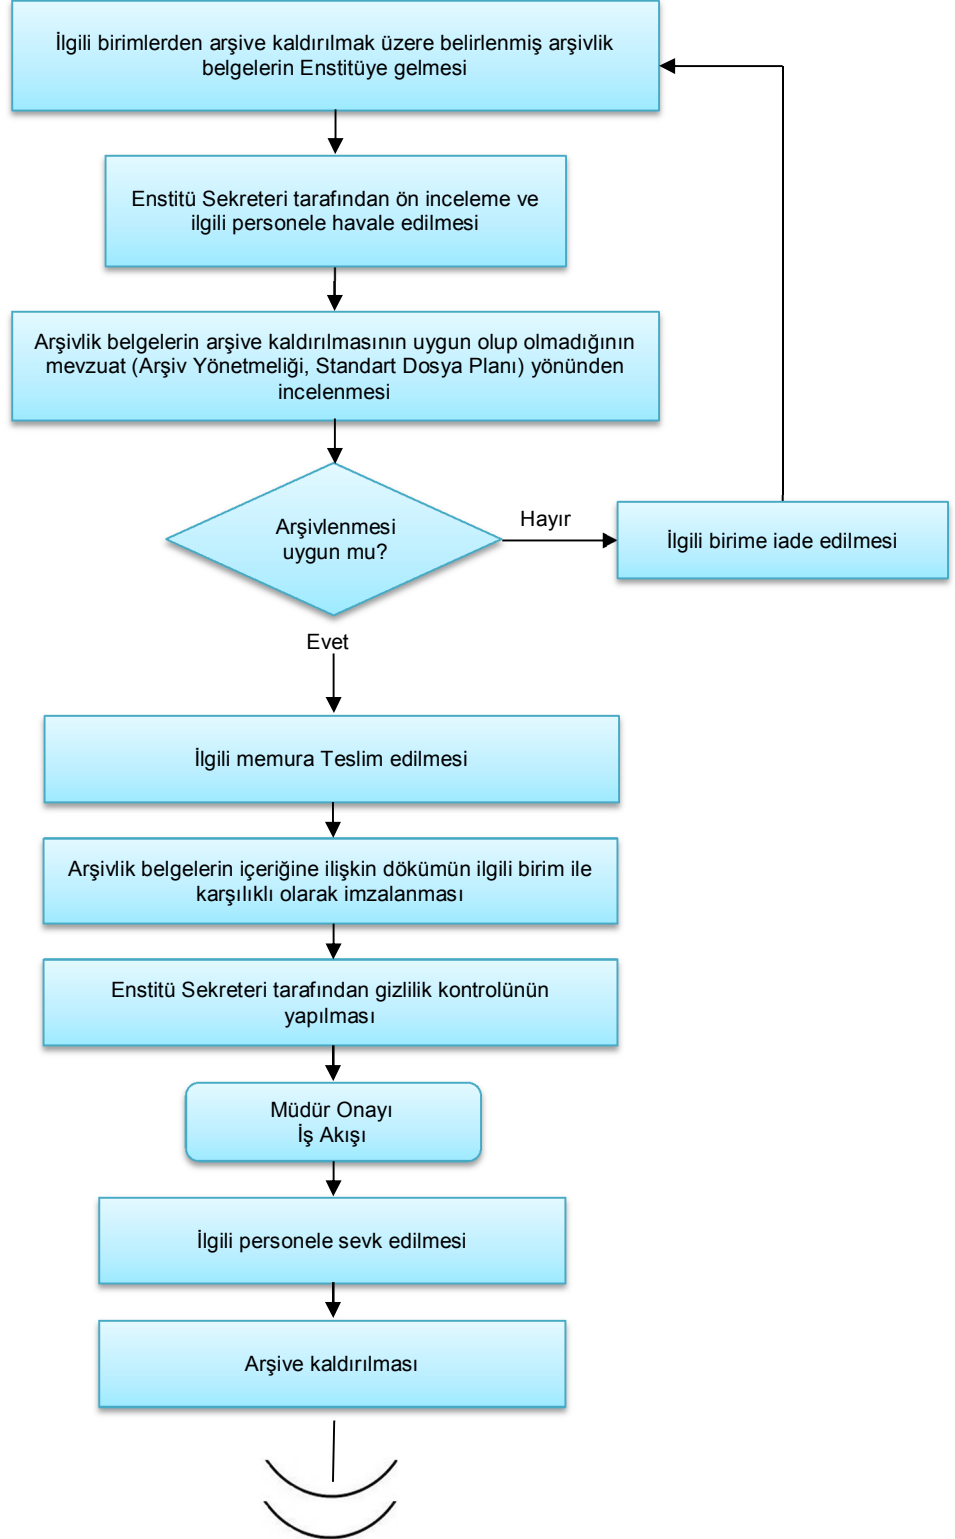 İlgili birimlerden arşive kaldırılmak üzere belirlenmiş arşivlik
belgelerin Enstitüye gelmesi
Enstitü Sekreteri tarafından ön inceleme ve
ilgili personele havale edilmesi
Arşivlik belgelerin arşive kaldırılmasının uygun olup olmadığının
mevzuat (Arşiv Yönetmeliği, Standart Dosya Planı) yönünden
incelenmesi
Arşivlenmesi
uygun mu?
Hayır
İlgili birime iade edilmesi
Evet
İlgili memura Teslim edilmesi
Arşivlik belgelerin içeriğine ilişkin dökümün ilgili birim ile
karşılıklı olarak imzalanması
Enstitü Sekreteri tarafından gizlilik kontrolünün
yapılması
Müdür Onayı
İş Akışı
İlgili personele sevk edilmesi
Arşive kaldırılması